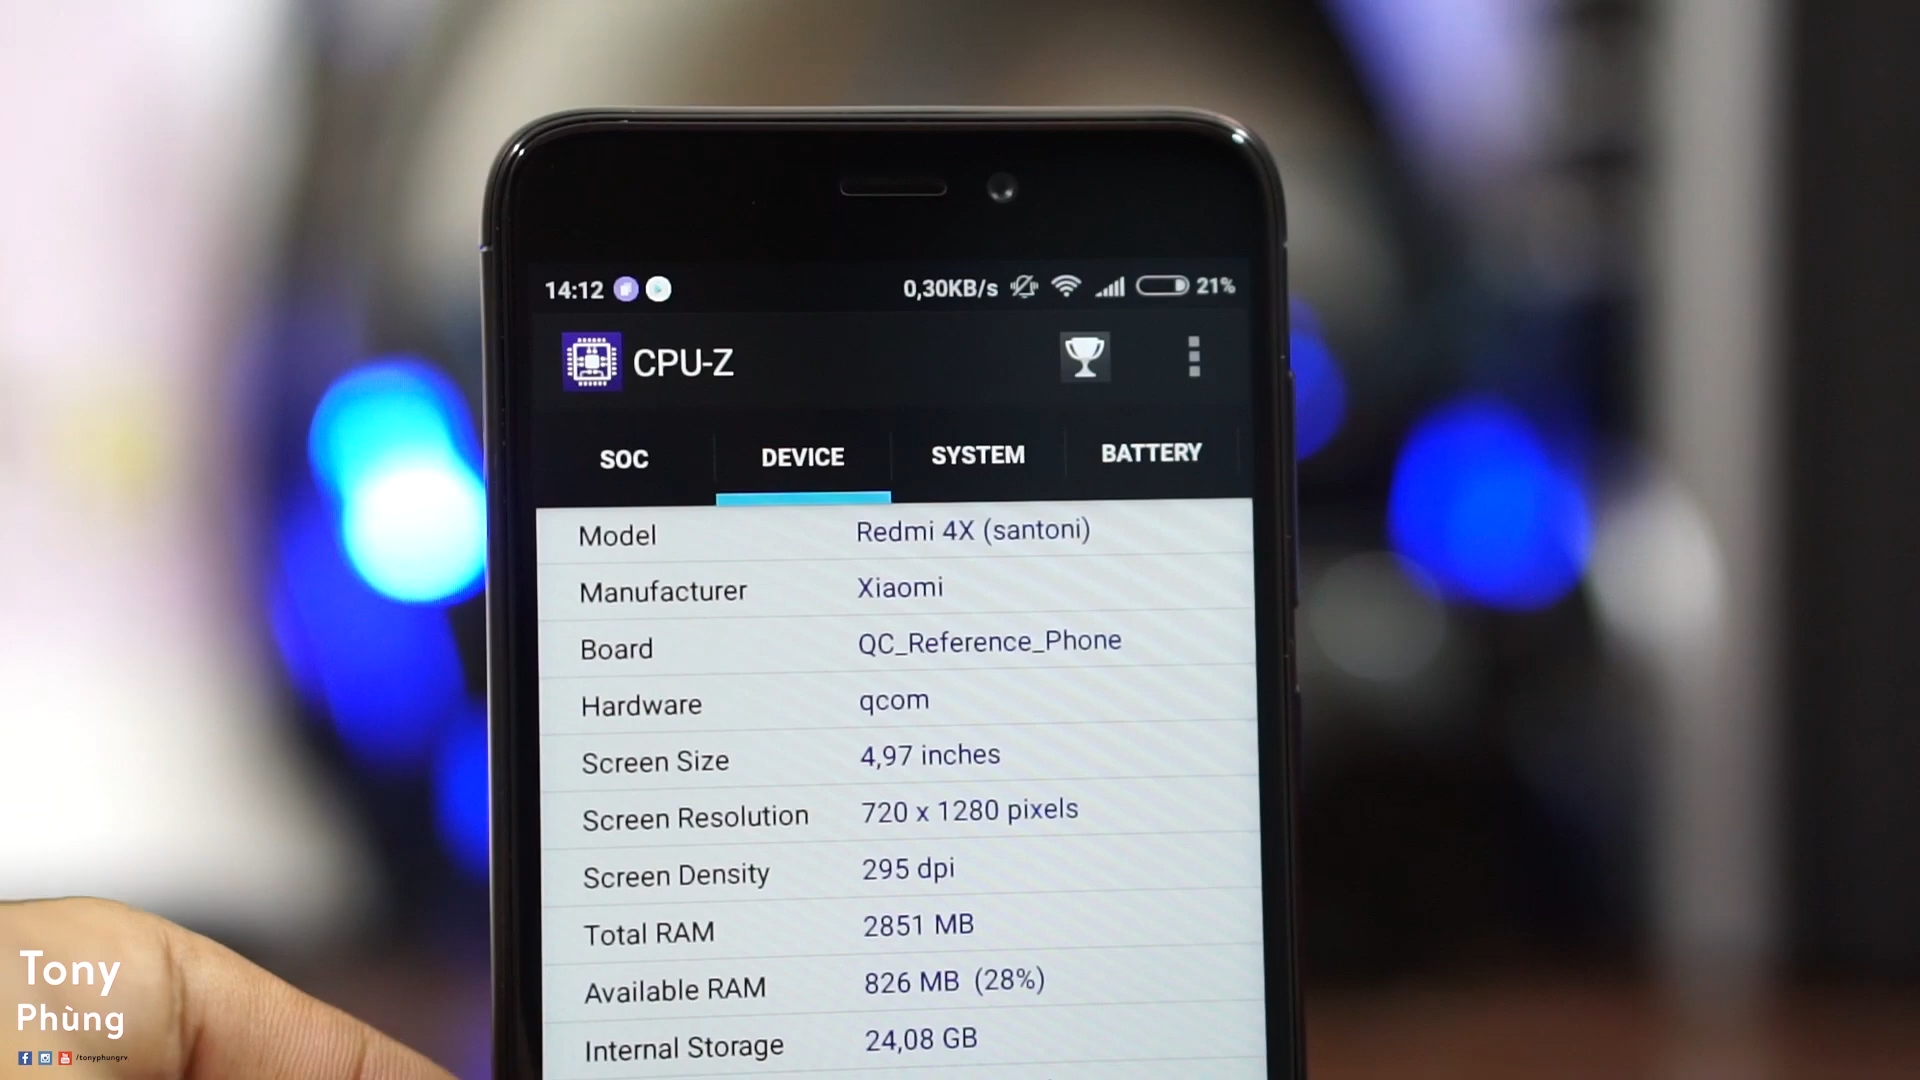 14:12 0,30KB/s 21%
CPU-Z
SOC DEVICE SYSTEM BATTERY
Model Redmi 4X (santoni)
Manufacturer Xiaomi
Board QC_Reference_Phone
Hardware qcom
Screen Size 4,97 inches
Screen Resolution 720 x 1280 pixels
Screen Density 295 dpi
Total RAM 2851 MB
Available RAM 826 MB (28%)
Internal Storage 24,08 GB
Tony
Phùng
/tonyphungrv